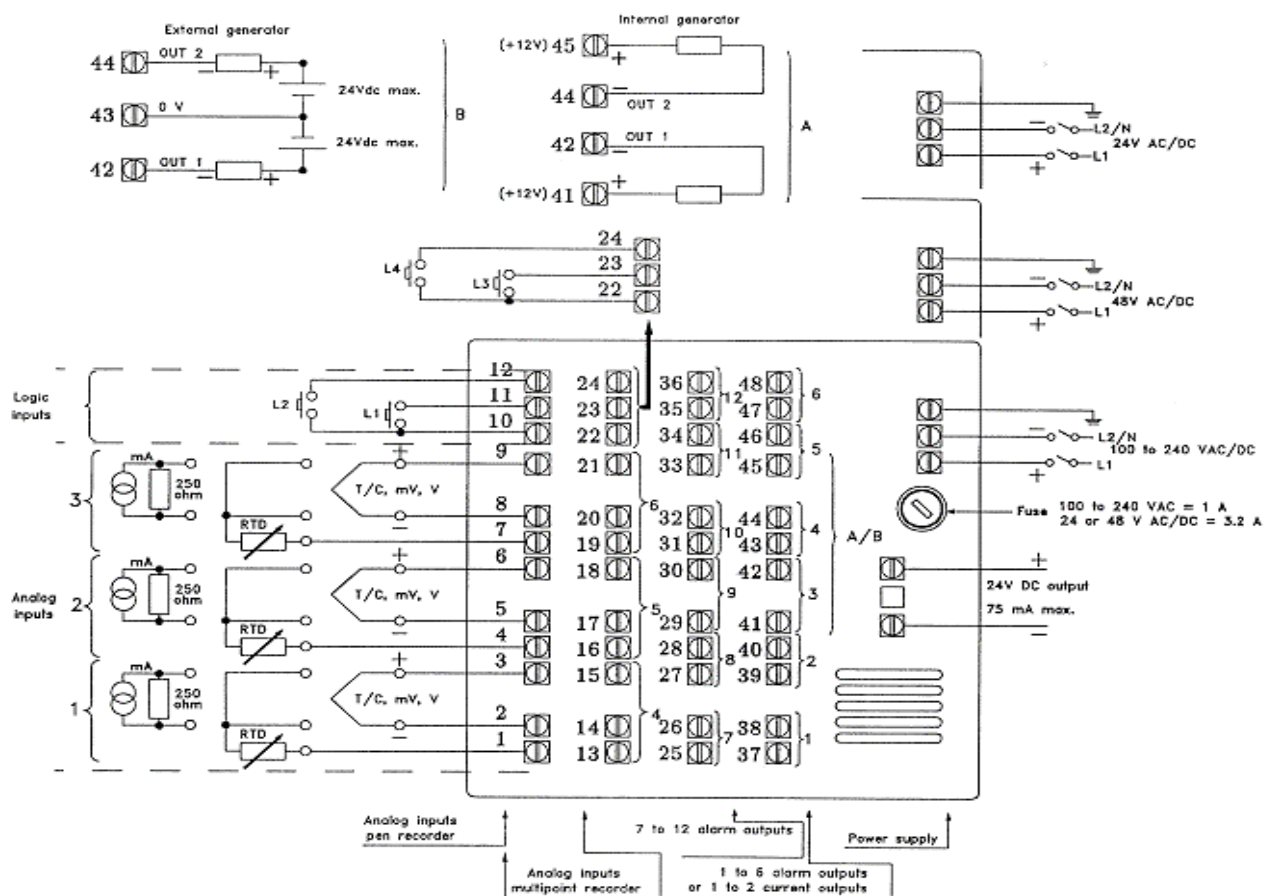 External generator
44 OUT 2
− +
24Vdc max.
43 0 V
24Vdc max.
42 OUT 1
− +
B
Internal generator
(+12V) 45
+
44 −
OUT 2
OUT 1
42 −
+
(+12V) 41
A
− L2/N
24V AC/DC
L1
+
24
L4
23
L3
22
− L2/N
48V AC/DC
L1
+
Logic
inputs
L2
L1
12
11
10
24
23
22
36
35
12
34
33
11
48
47
6
46
45
5
− L2/N
100 to 240 VAC/DC
L1
+
Analog
inputs
3
mA
250
ohm
RTD
+
T/C, mV, V
−
9
8
7
21
20
19
6
32
31
10
44
43
4
A/B
Fuse 100 to 240 VAC = 1 A
24 or 48 V AC/DC = 3.2 A
2
mA
250
ohm
RTD
+
T/C, mV, V
−
6
5
4
18
17
16
5
30
29
9
28
27
8
42
41
3
40
39
2
+
24V DC output
75 mA max.
−
1
mA
250
ohm
RTD
+
T/C, mV, V
−
3
2
1
15
14
13
4
26
25
7
38
37
1
Analog inputs
pen recorder
Analog inputs
multipoint recorder
7 to 12 alarm outputs
1 to 6 alarm outputs
or 1 to 2 current outputs
Power supply